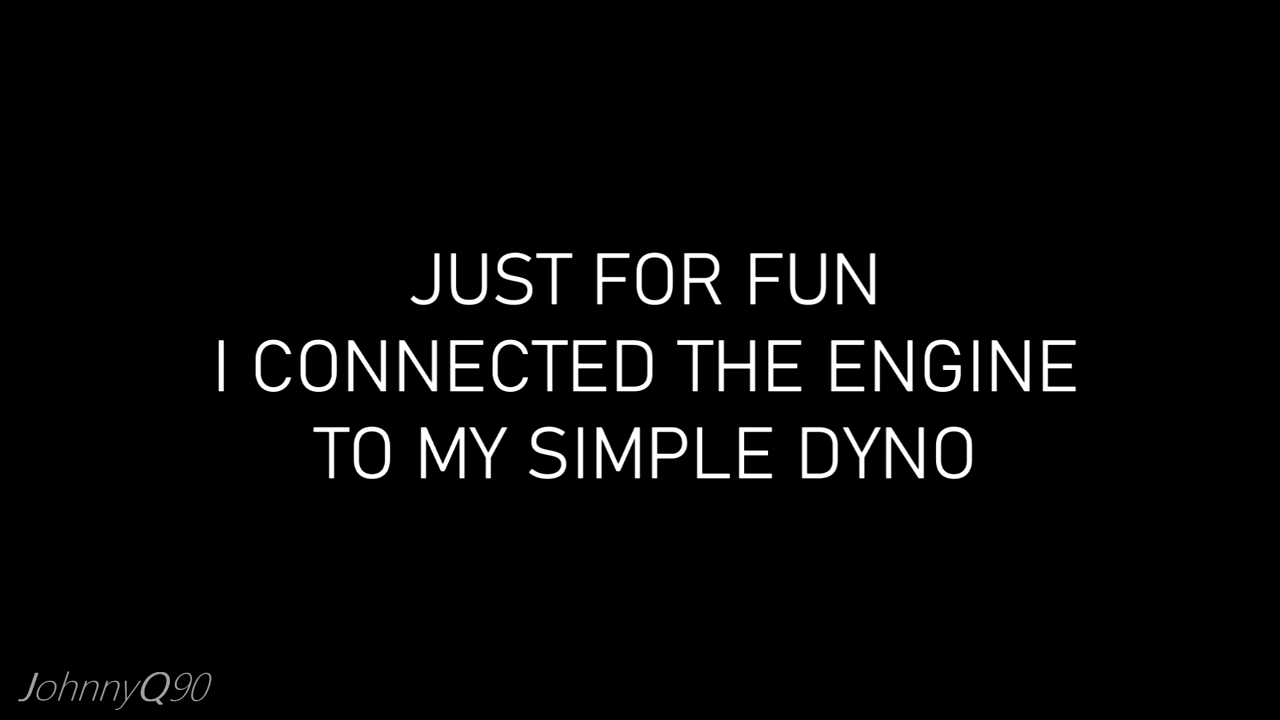 JUST FOR FUN
I CONNECTED THE ENGINE
TO MY SIMPLE DYNO
JohnnyQ90